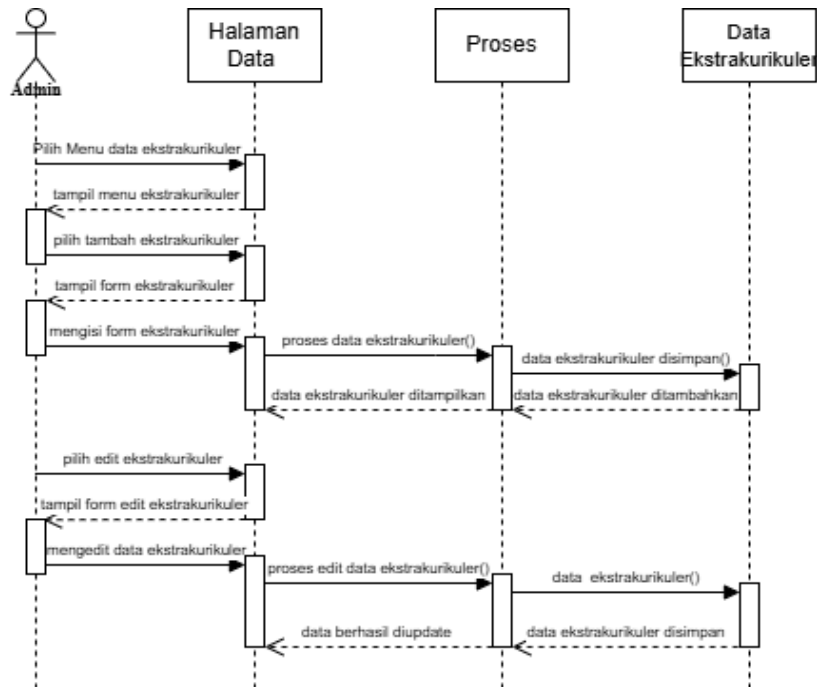 Halaman
Data
Proses
Data
Ekstrakurikuler
Admin
Pilih Menu data ekstrakurikuler
tampil menu ekstrakurikuler
pilih tambah ekstrakurikuler
tampil form ekstrakurikuler
mengisi form ekstrakurikuler
proses data ekstrakurikuler()
data ekstrakurikuler disimpan()
data ekstrakurikuler ditampilkan
data ekstrakurikuler ditambahkan
pilih edit ekstrakurikuler
tampil form edit ekstrakurikuler
mengedit data ekstrakurikuler
proses edit data ekstrakurikuler()
data ekstrakurikuler()
data berhasil diupdate
data ekstrakurikuler disimpan